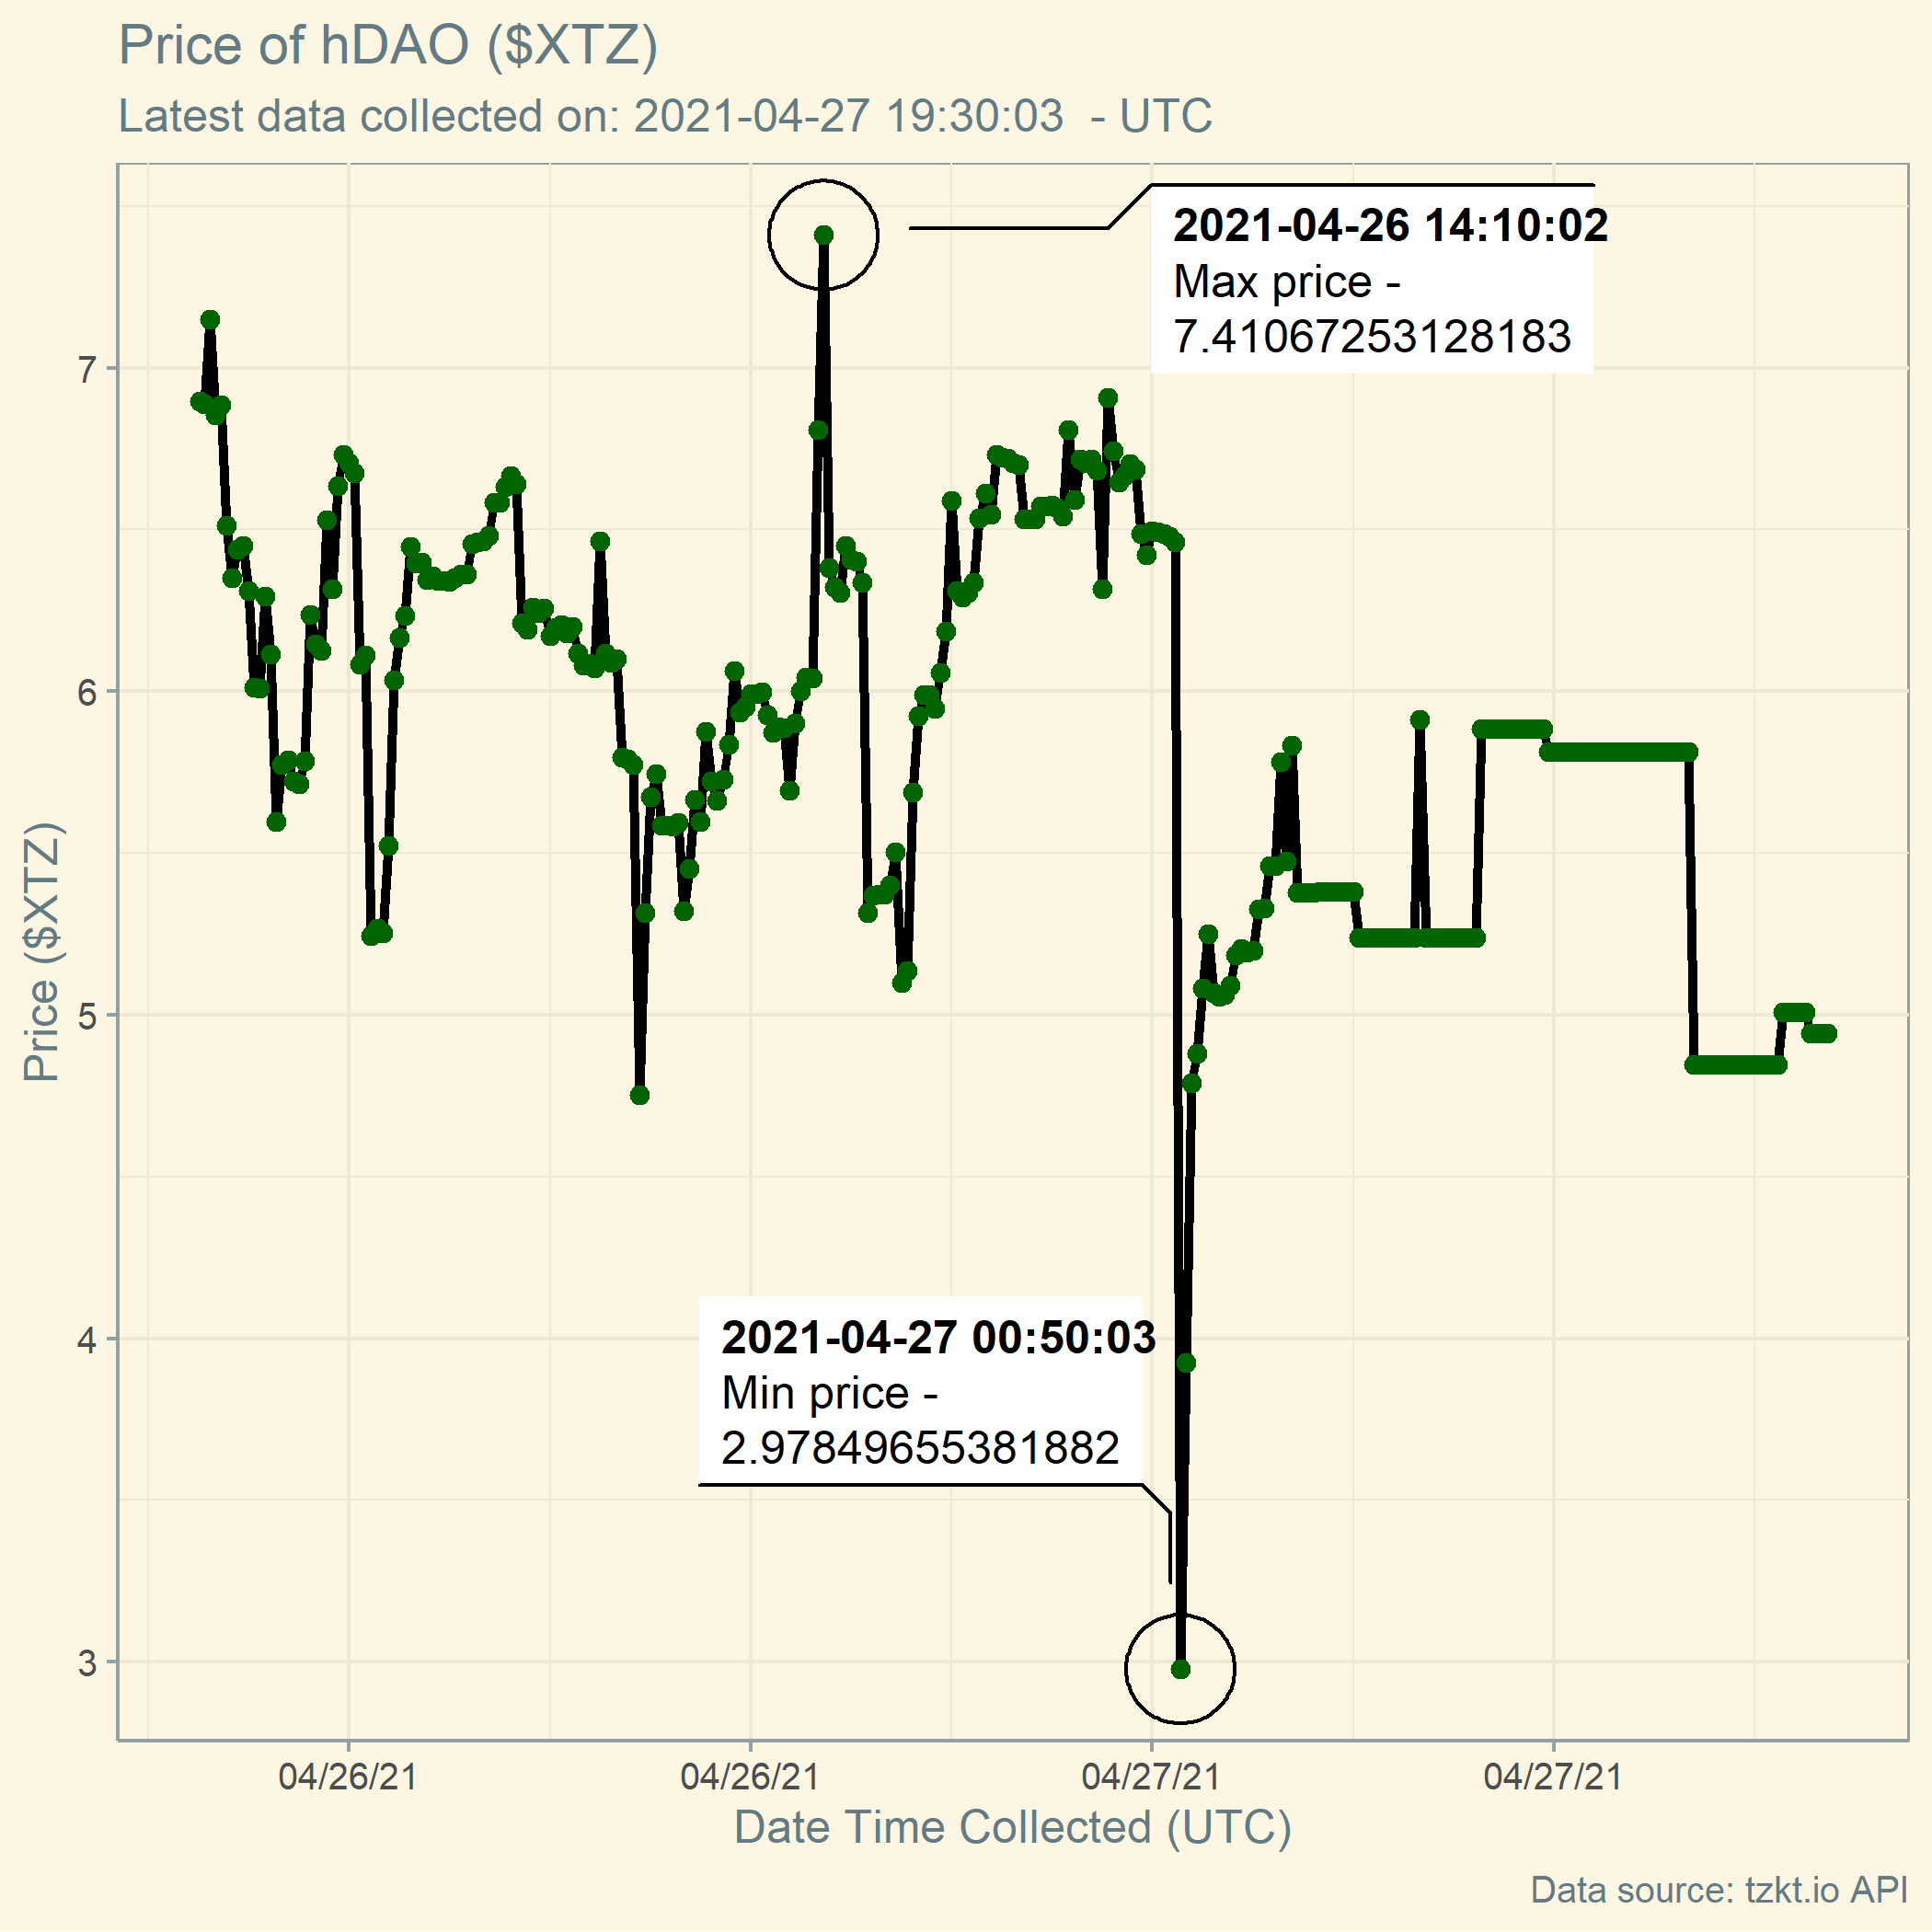 Price of hDAO ($XTZ)
Latest data collected on: 2021-04-27 19:30:03  - UTC
2021-04-26 14:10:02
Max price -
7.41067253128183
7
6
5
4
3
Price ($XTZ)
2021-04-27 00:50:03
Min price -
2.97849655381882
04/26/21
04/26/21
04/27/21
04/27/21
Date Time Collected (UTC)
Data source: tzkt.io API